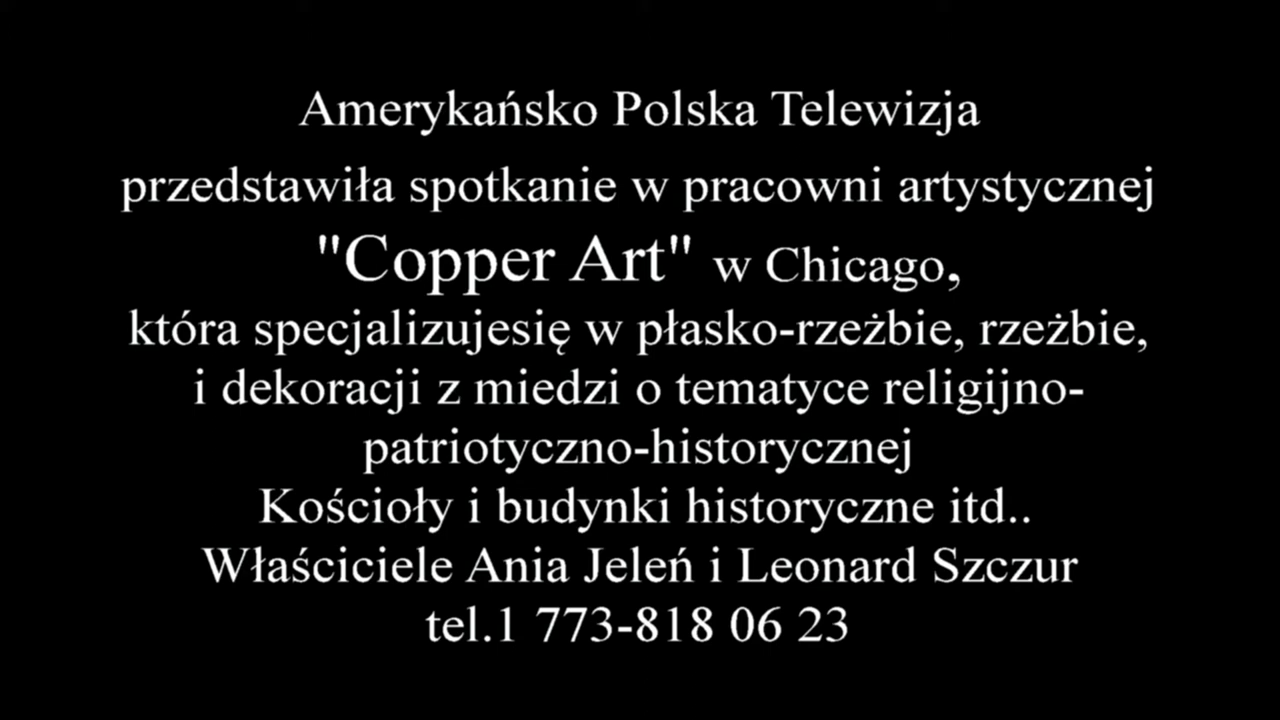 Amerykańsko Polska Telewizja
przedstawiła spotkanie w pracowni artystycznej
"Copper Art" w Chicago,
która specjalizujesię w płasko-rzeżbie, rzeżbie,
i dekoracji z miedzi o tematyce religijno-
patriotyczno-historycznej
Kościoły i budynki historyczne itd..
Właściciele Ania Jeleń i Leonard Szczur
tel.1 773-818 06 23